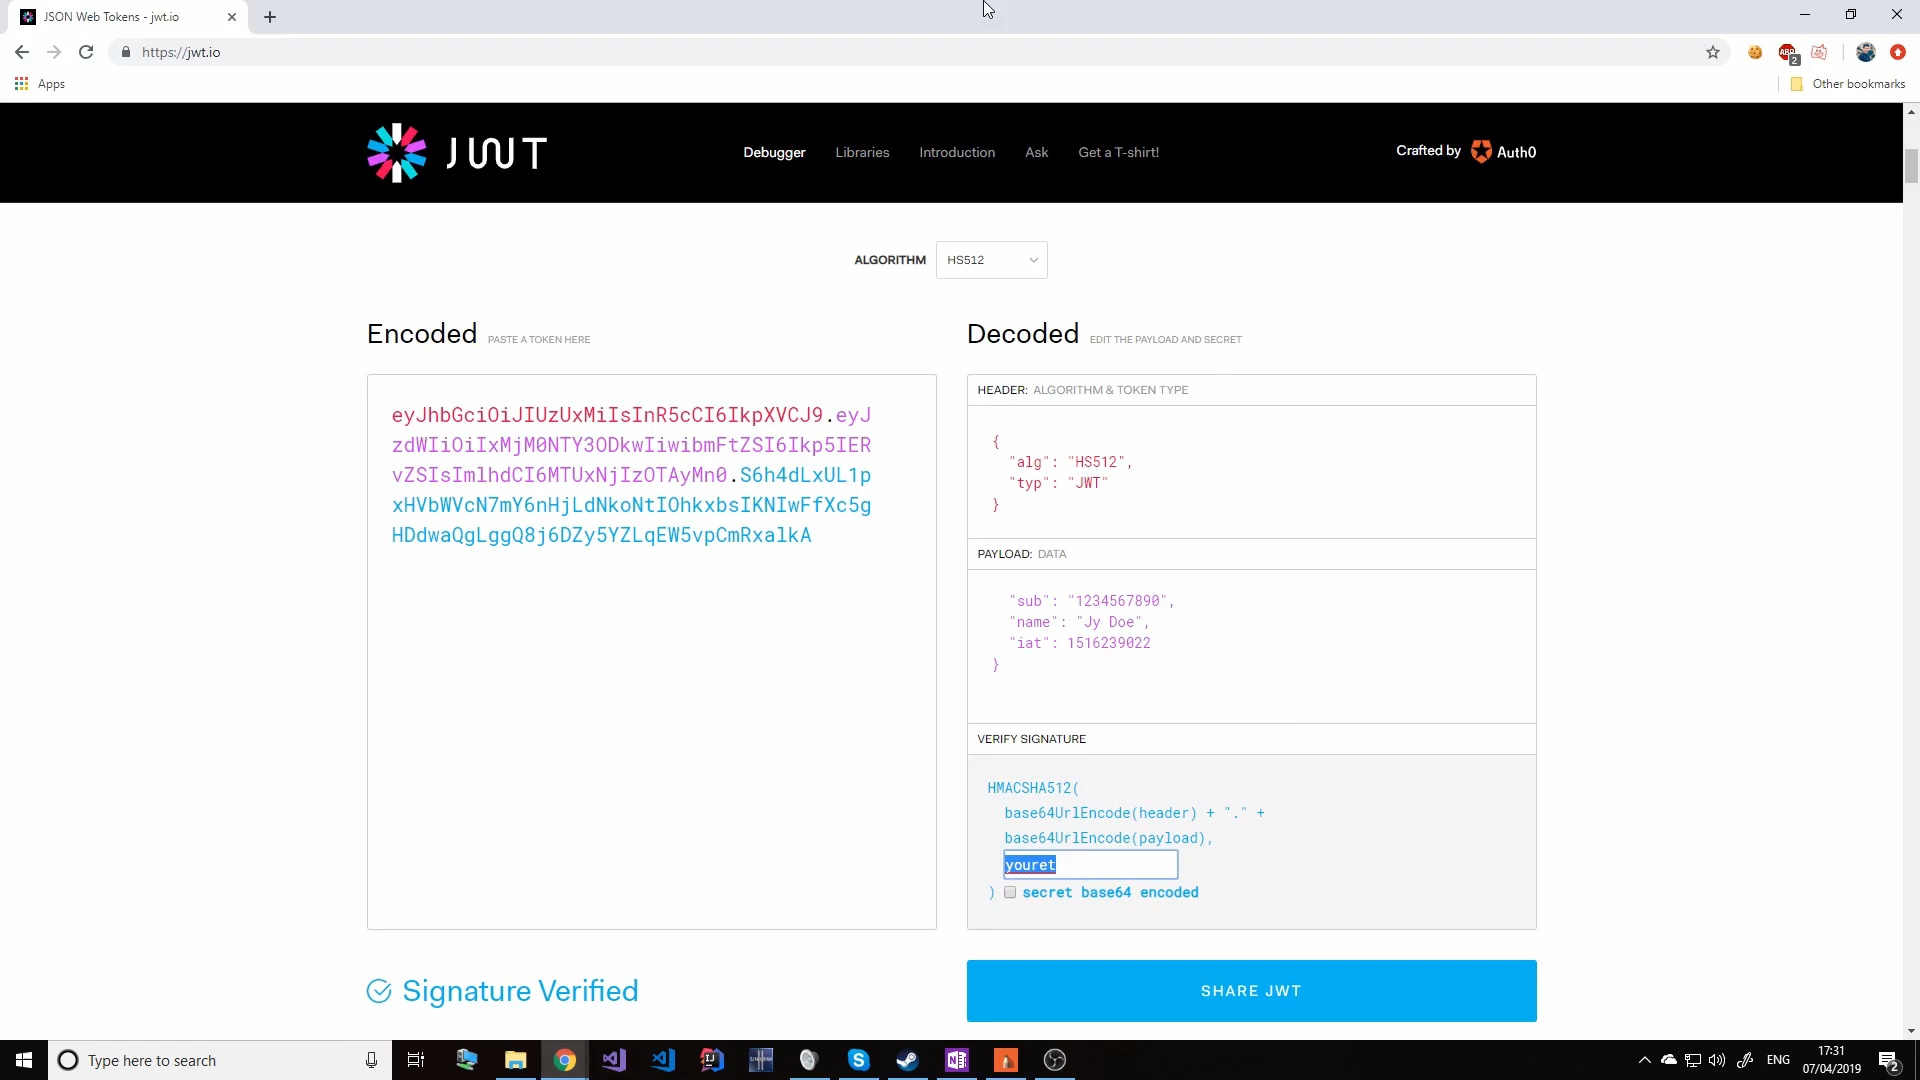 JSON Web Tokens - jwt.io
https://jwt.io
ABP
2
Apps
Other bookmarks
JWT
Debugger
Libraries
Introduction
Ask
Get a T-shirt!
Crafted by
Auth0
ALGORITHM
HS512
Encoded PASTE A TOKEN HERE
eyJhbGciOiJIUzUxMiIsInR5cCI6IkpXVCJ9.eyJ
zdWIiOiIxMjM0NTY3ODkwIiwibmFtZSI6Ikp5IER
vZSIsImlhdCI6MTUxNjIzOTAyMn0.S6h4dLxUL1p
xHVbWVcN7mY6nHjLdNkoNtIOhkxbsIKNIwFfXc5g
HDdwaQgLggQ8j6DZy5YZLqEW5vpCmRxalkA
Signature Verified
Decoded EDIT THE PAYLOAD AND SECRET
HEADER: ALGORITHM & TOKEN TYPE
{
"alg": "HS512",
"typ": "JWT"
}
PAYLOAD: DATA
"sub": "1234567890",
"name": "Jy Doe",
"iat": 1516239022
}
VERIFY SIGNATURE
HMACSHA512(
base64UrlEncode(header) + "." +
base64UrlEncode(payload),
youret
) secret base64 encoded
SHARE JWT
Type here to search
ENG
17:31
07/04/2019
2